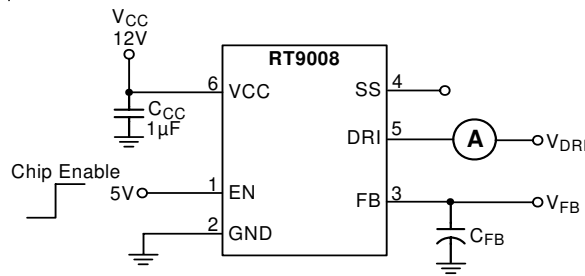 VCC
12V
RT9008
6
VCC
SS
4
CCC
1µF
DRI
5
A
VDRI
Chip Enable
5V
1
EN
FB
3
VFB
2
GND
CFB